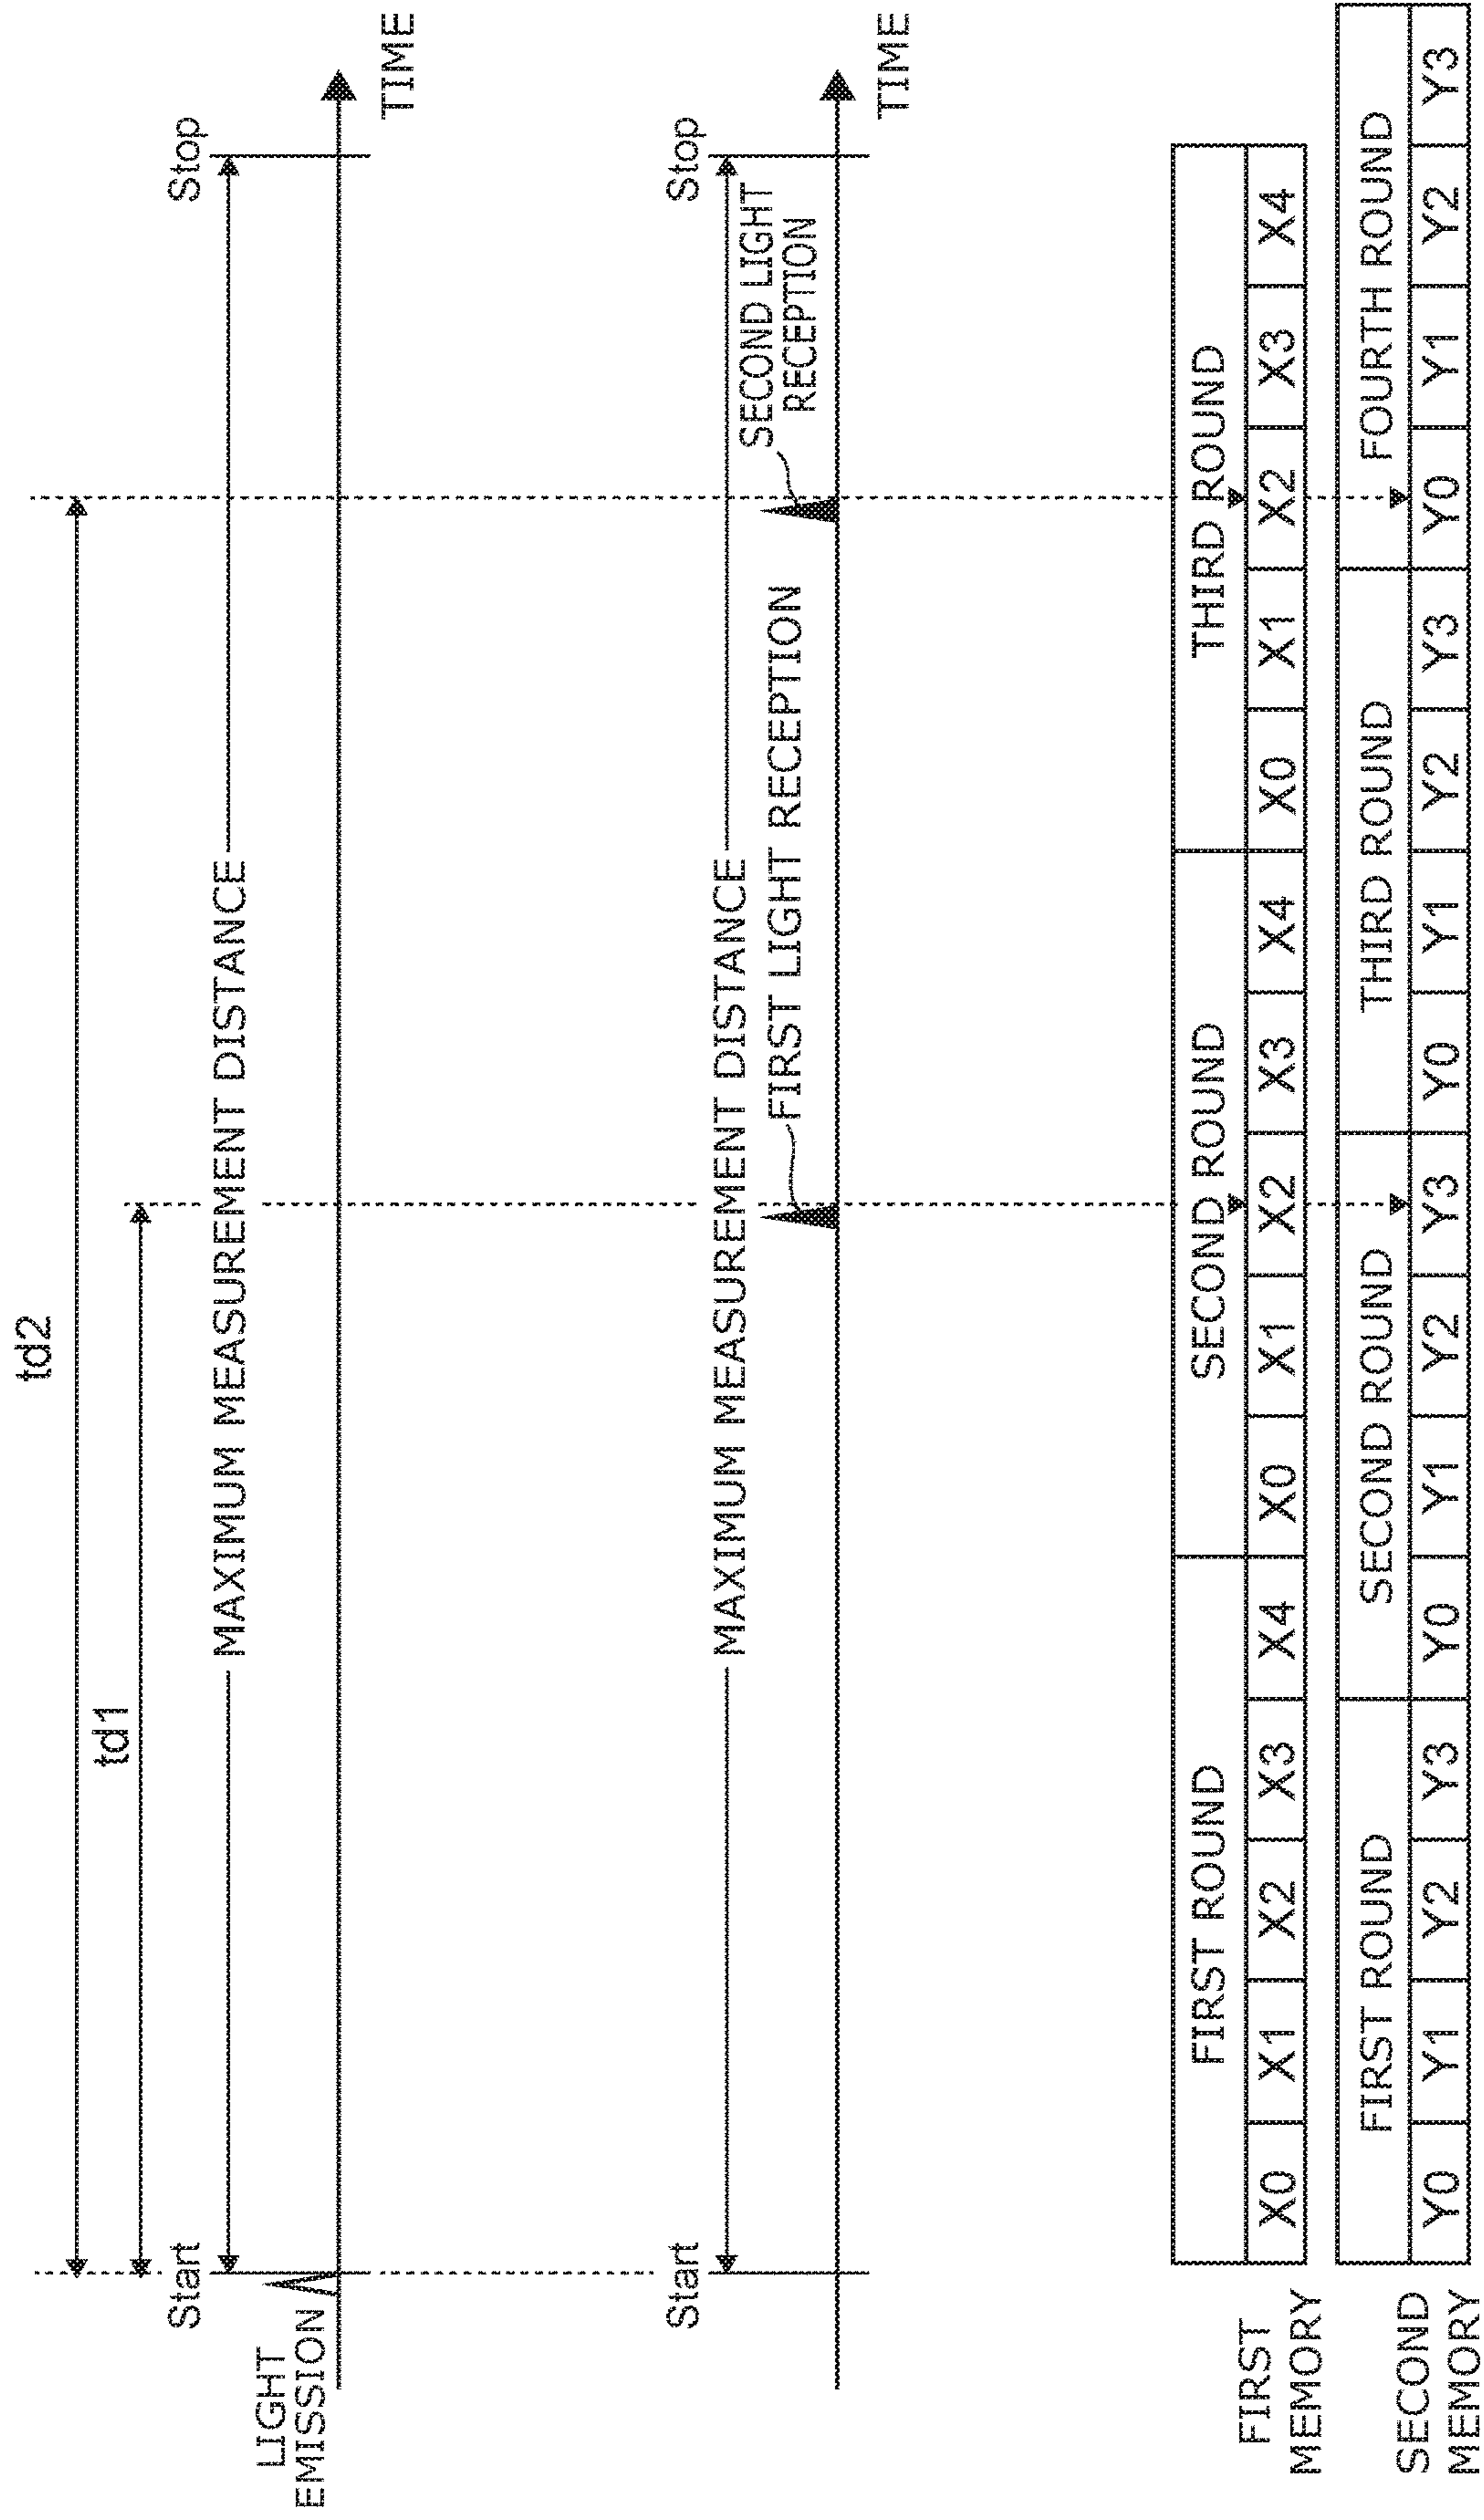 td2
td1
Start
Stop
MAXIMUM MEASUREMENT DISTANCE
LIGHT
EMISSION
TIME
Start
Stop
MAXIMUM MEASUREMENT DISTANCE
FIRST LIGHT RECEPTION
SECOND LIGHT
RECEPTION
TIME
FIRST
MEMORY
FIRST ROUND SECOND ROUND THIRD ROUND
X0 X1 X2 X3 X4 X0 X1 X2 X3 X4 X0 X1 X2 X3 X4
SECOND
MEMORY
FIRST ROUND SECOND ROUND THIRD ROUND FOURTH ROUND
Y0 Y1 Y2 Y3 Y0 Y1 Y2 Y3 Y0 Y1 Y2 Y3 Y0 Y1 Y2 Y3